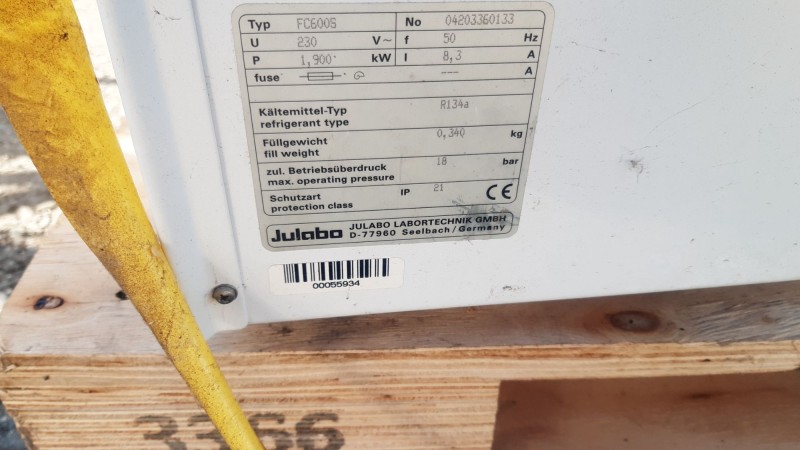 Typ FC600S No 04203360133
U 230 V~ f 50 Hz
P 1,900 kW I 8,3 A
fuse --- A
Kältemittel-Typ R134a
refrigerant type
Füllgewicht 0,340 kg
fill weight
zul. Betriebsüberdruck 18 bar
max. operating pressure
Schutzart IP 21 CE
protection class
Julabo JULABO LABORTECHNIK GMBH
D-77960 Seelbach/Germany
00055934
3366